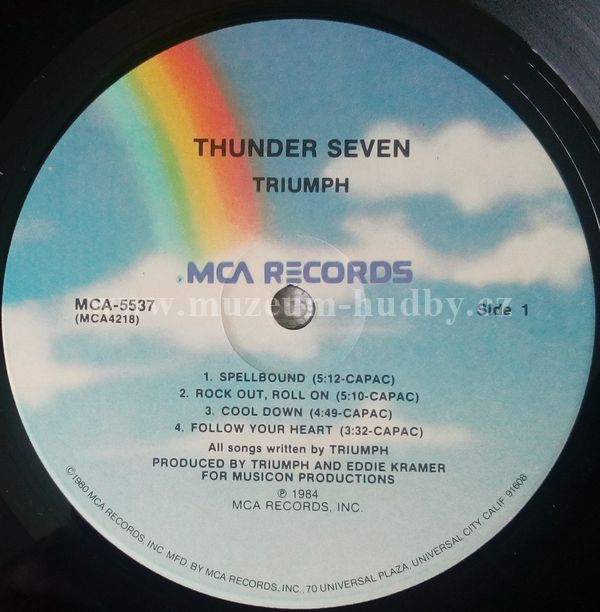 THUNDER SEVEN
TRIUMPH
MCA RECORDS
MCA-5537
(MCA4218)
www.muzeum-hudby.cz
Side 1
1. SPELLBOUND (5:12-CAPAC)
2. ROCK OUT, ROLL ON (5:10-CAPAC)
3. COOL DOWN (4:49-CAPAC)
4. FOLLOW YOUR HEART (3:32-CAPAC)
All songs written by TRIUMPH
PRODUCED BY TRIUMPH AND EDDIE KRAMER
FOR MUSICON PRODUCTIONS
℗ 1984
MCA RECORDS, INC.
©1980 MCA RECORDS, INC. MFD BY MCA RECORDS, INC., 70 UNIVERSAL PLAZA, UNIVERSAL CITY, CALIF. 91608